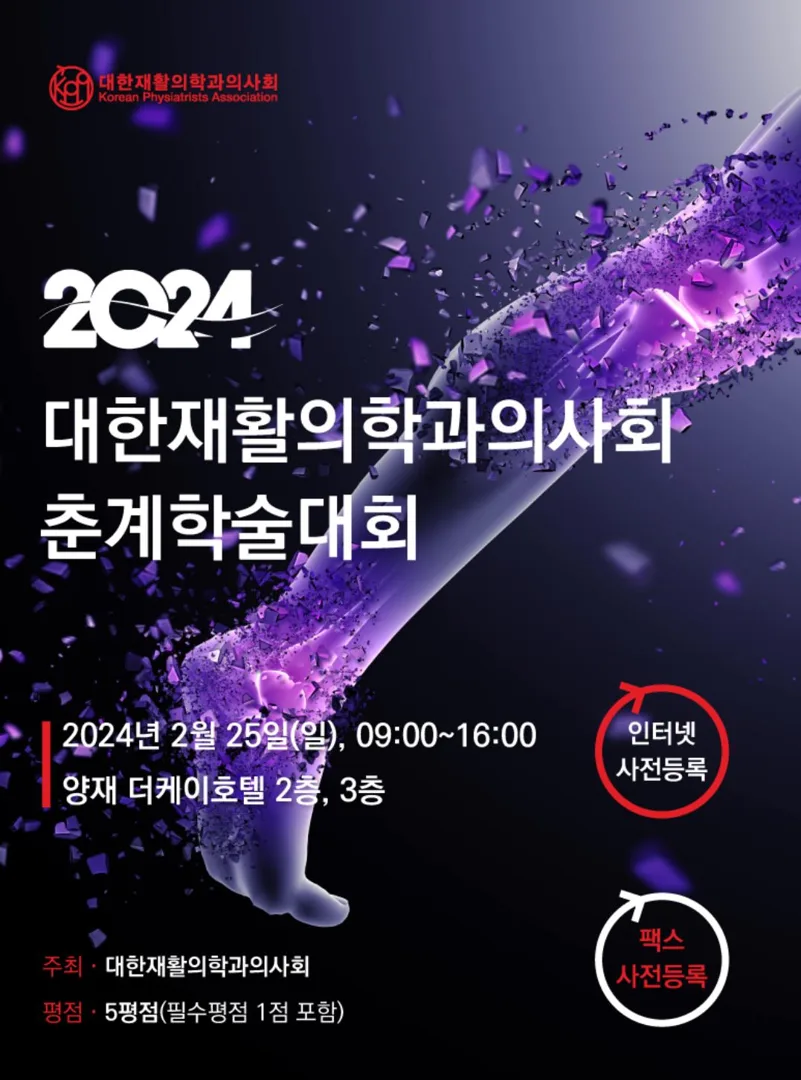 대한재활의학과의사회
Korean Physiatrists Association
2024
대한재활의학과의사회
춘계학술대회
2024년 2월 25일(일), 09:00~16:00
양재 더케이호텔 2층, 3층
인터넷
사전등록
팩스
사전등록
주최 · 대한재활의학과의사회
평점 · 5평점(필수평점 1점 포함)